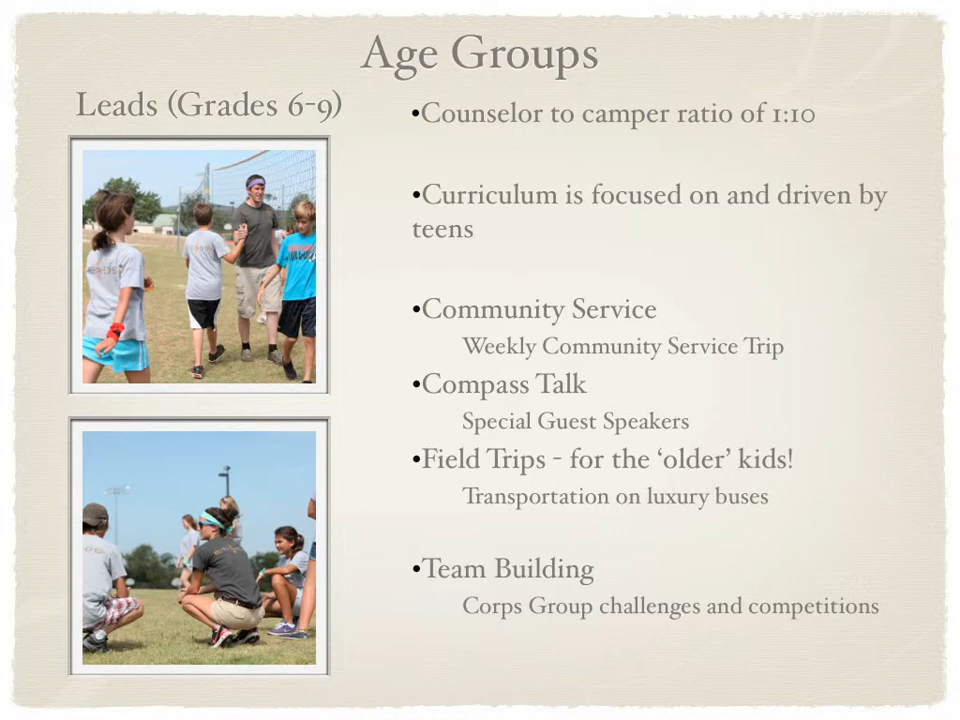 Age Groups
Leads (Grades 6-9)
•Counselor to camper ratio of 1:10
•Curriculum is focused on and driven by
teens
•Community Service
Weekly Community Service Trip
•Compass Talk
Special Guest Speakers
•Field Trips - for the ‘older’ kids!
Transportation on luxury buses
•Team Building
Corps Group challenges and competitions